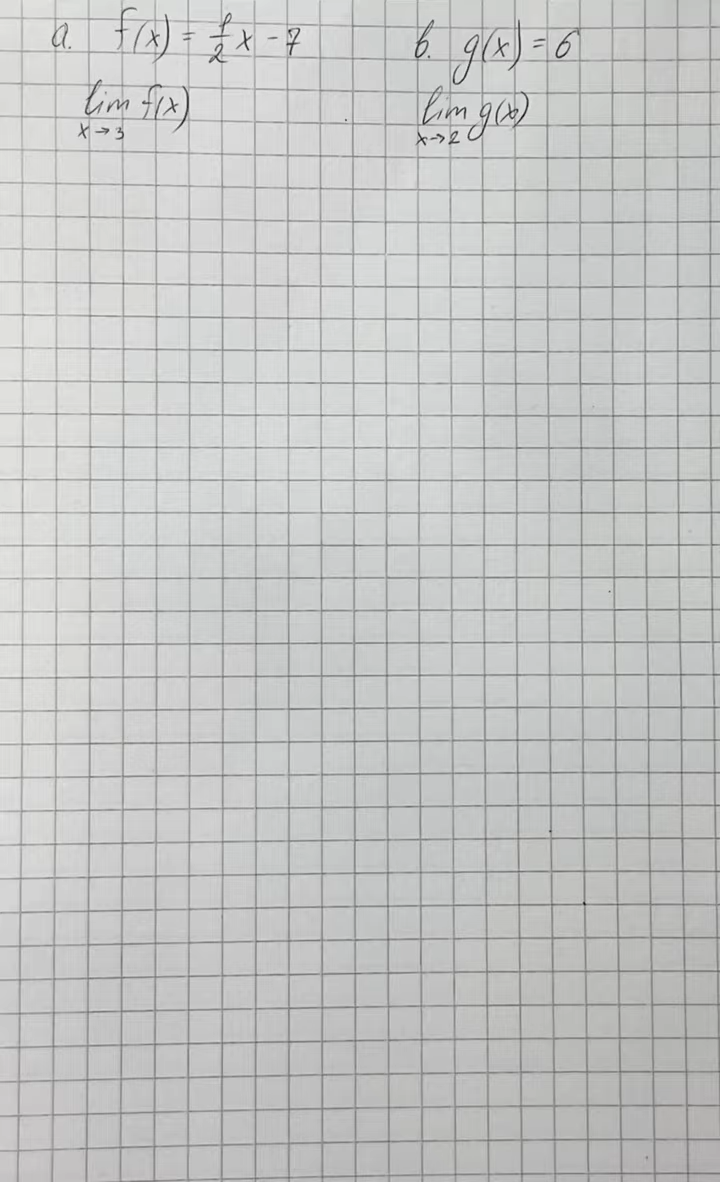 a. f(x) = 1/2 x - 7
lim f(x)
x→3
b. g(x) = 6
lim g(x)
x→2